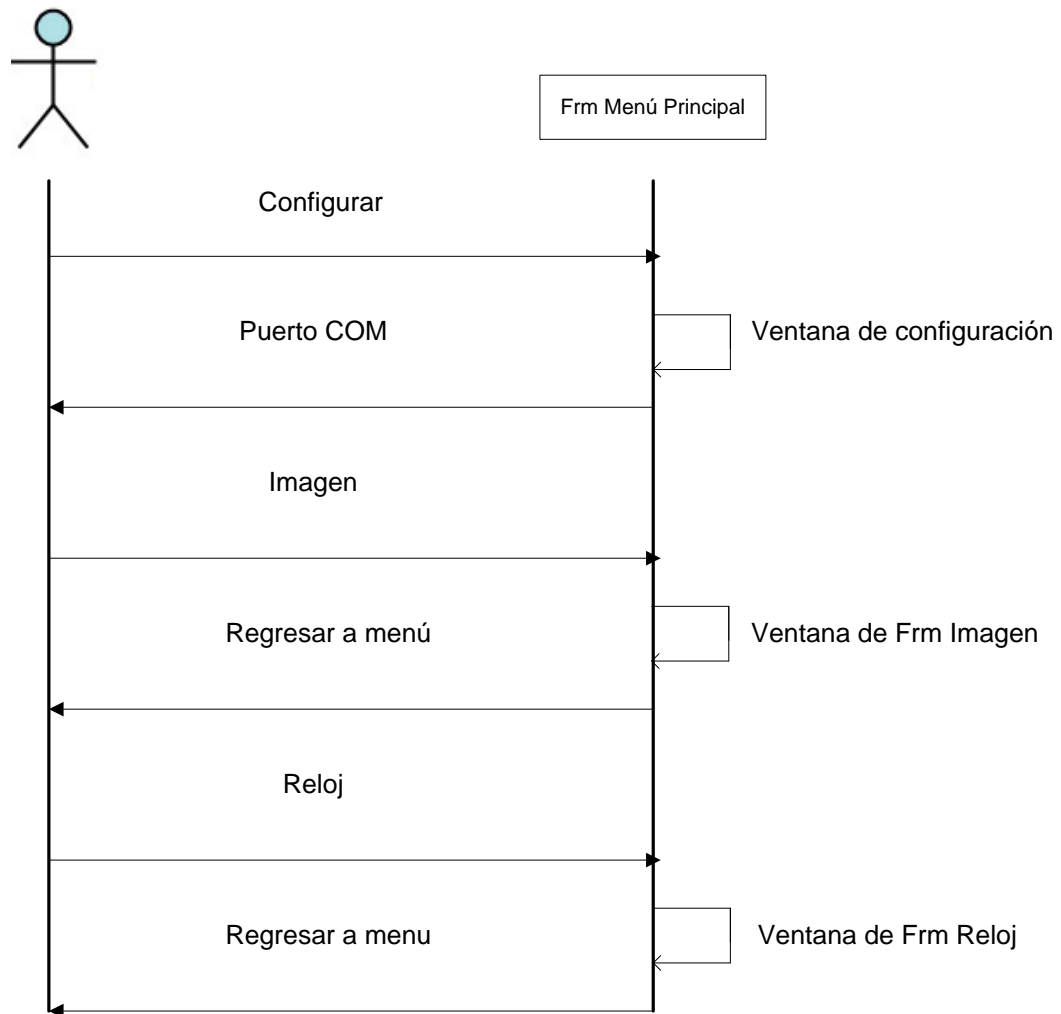 Frm Menú Principal
Configurar
Puerto COM
Ventana de configuración
Imagen
Regresar a menú
Ventana de Frm Imagen
Reloj
Regresar a menu
Ventana de Frm Reloj